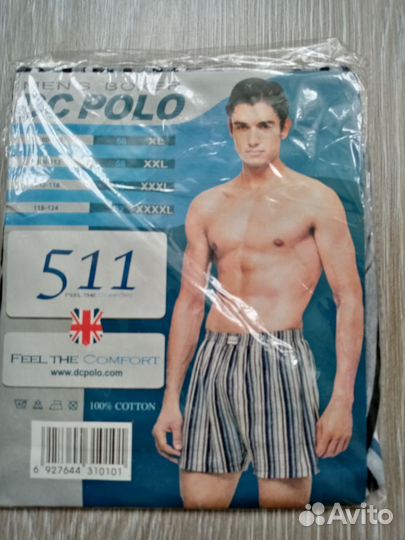 MEN'S BOXER
DC POLO
XL
68 XXL
XXXL
118-124 XXXXL
511
FEEL THE COMFORT
FEEL THE COMFORT
www.dcpolo.com
100% COTTON
6 927644 310101
Avito